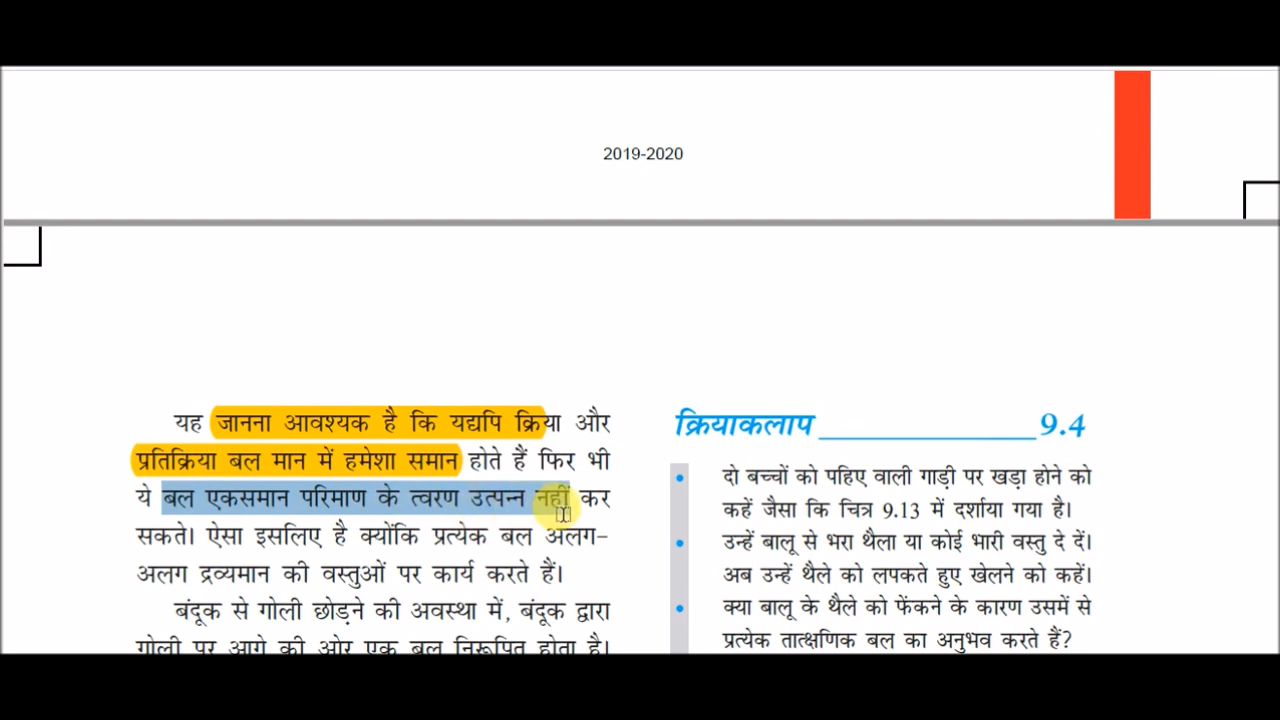 2019-2020
यह जानना आवश्यक है कि यद्यपि क्रिया और
प्रतिक्रिया बल मान में हमेशा समान होते हैं फिर भी
ये बल एकसमान परिमाण के त्वरण उत्पन्न नहीं कर
सकते। ऐसा इसलिए है क्योंकि प्रत्येक बल अलग-
अलग द्रव्यमान की वस्तुओं पर कार्य करते हैं।
बंदूक से गोली छोड़ने की अवस्था में, बंदूक द्वारा
गोली पर आगे की ओर एक बल निरूपित होता है।
क्रियाकलाप 9.4
• दो बच्चों को पहिए वाली गाड़ी पर खड़ा होने को
कहें जैसा कि चित्र 9.13 में दर्शाया गया है।
• उन्हें बालू से भरा थैला या कोई भारी वस्तु दे दें।
अब उन्हें थैले को लपकते हुए खेलने को कहें।
• क्या बालू के थैले को फेंकने के कारण उसमें से
प्रत्येक तात्क्षणिक बल का अनुभव करते हैं?